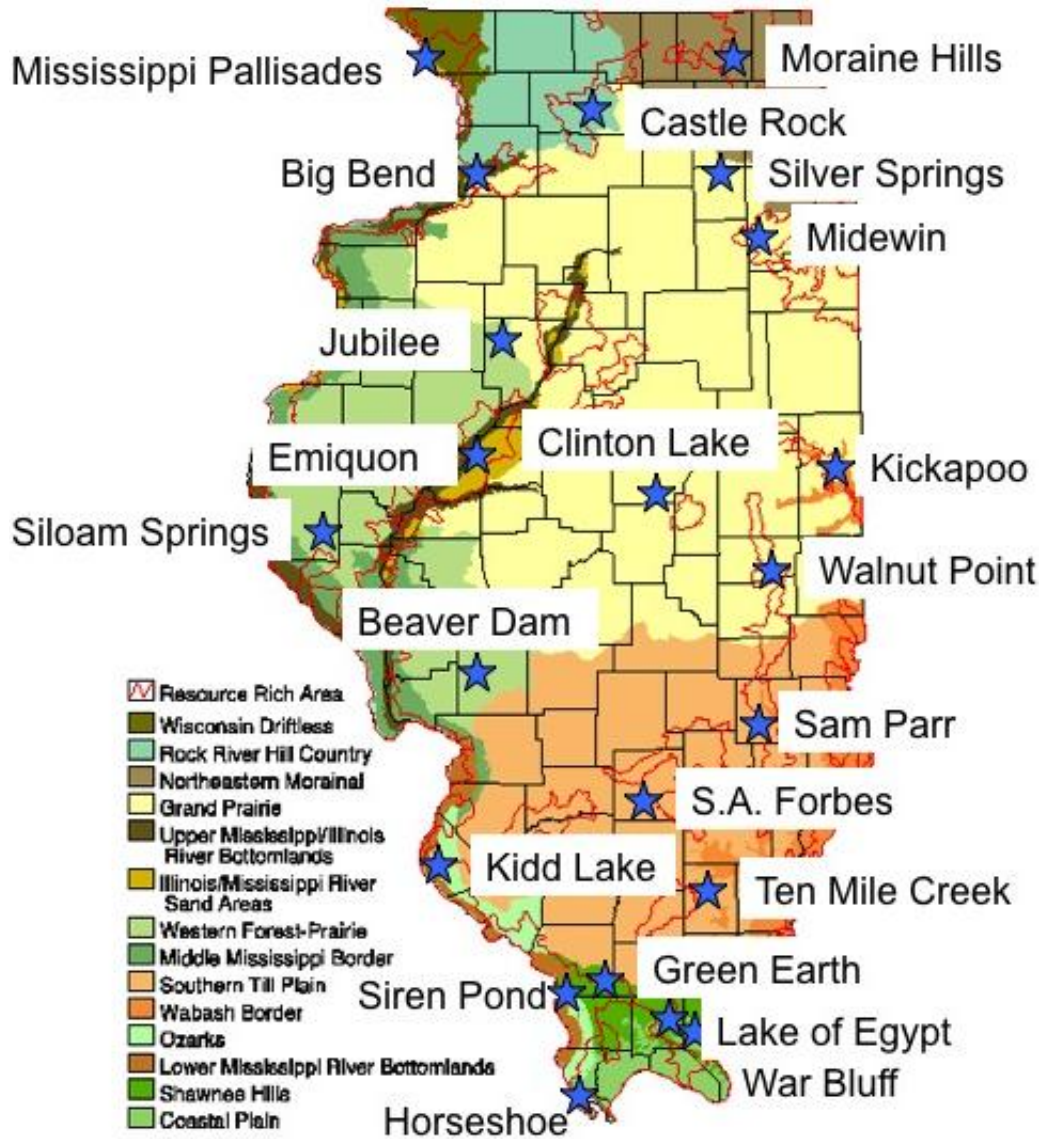 Mississippi Pallisades
Moraine Hills
Castle Rock
Big Bend
Silver Springs
Midewin
Jubilee
Clinton Lake
Emiquon
Kickapoo
Siloam Springs
Walnut Point
Beaver Dam
Resource Rich Area
Wisconsin Driftless
Rock River Hill Country
Northeastern Morainal
Grand Prairie
Upper Mississippi/Illinois
River Bottomlands
Illinois/Mississippi River
Sand Areas
Western Forest-Prairie
Middle Mississippi Border
Southern Till Plain
Wabash Border
Ozarks
Lower Mississippi River Bottomlands
Shawnee Hills
Coastal Plain
Sam Parr
S.A. Forbes
Kidd Lake
Ten Mile Creek
Green Earth
Siren Pond
Lake of Egypt
War Bluff
Horseshoe